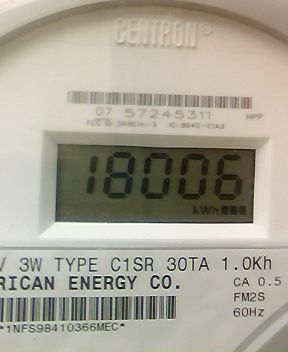 CENTRON®
07 57245311 HPP
18006
kWh
V 3W TYPE C1SR 30TA 1.0Kh
RICAN ENERGY CO. CA 0.5
FM2S
60Hz
*1NFS98410366MEC*